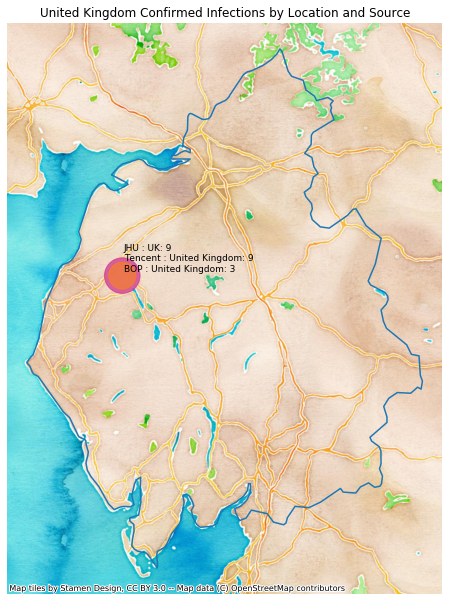 United Kingdom Confirmed Infections by Location and Source
JHU : UK: 9
Tencent : United Kingdom: 9
BOP : United Kingdom: 3
Map tiles by Stamen Design, CC BY 3.0 -- Map data (C) OpenStreetMap contributors